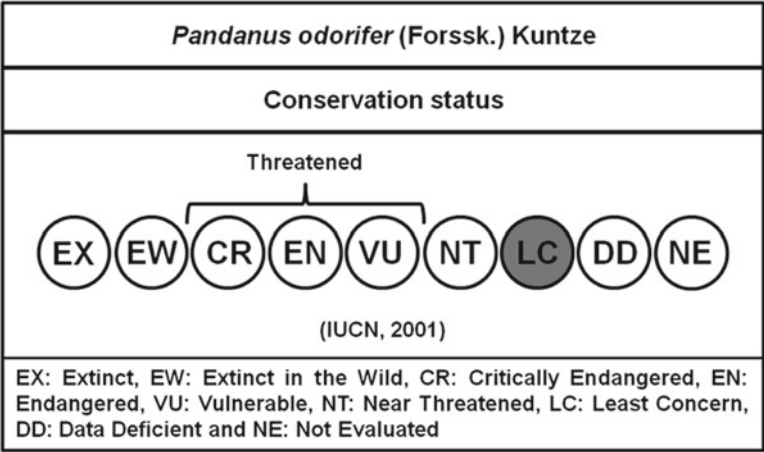 Pandanus odorifer (Forssk.) Kuntze
Conservation status
Threatened
EX EW CR EN VU NT LC DD NE
(IUCN, 2001)
EX: Extinct, EW: Extinct in the Wild, CR: Critically Endangered, EN:
Endangered, VU: Vulnerable, NT: Near Threatened, LC: Least Concern,
DD: Data Deficient and NE: Not Evaluated